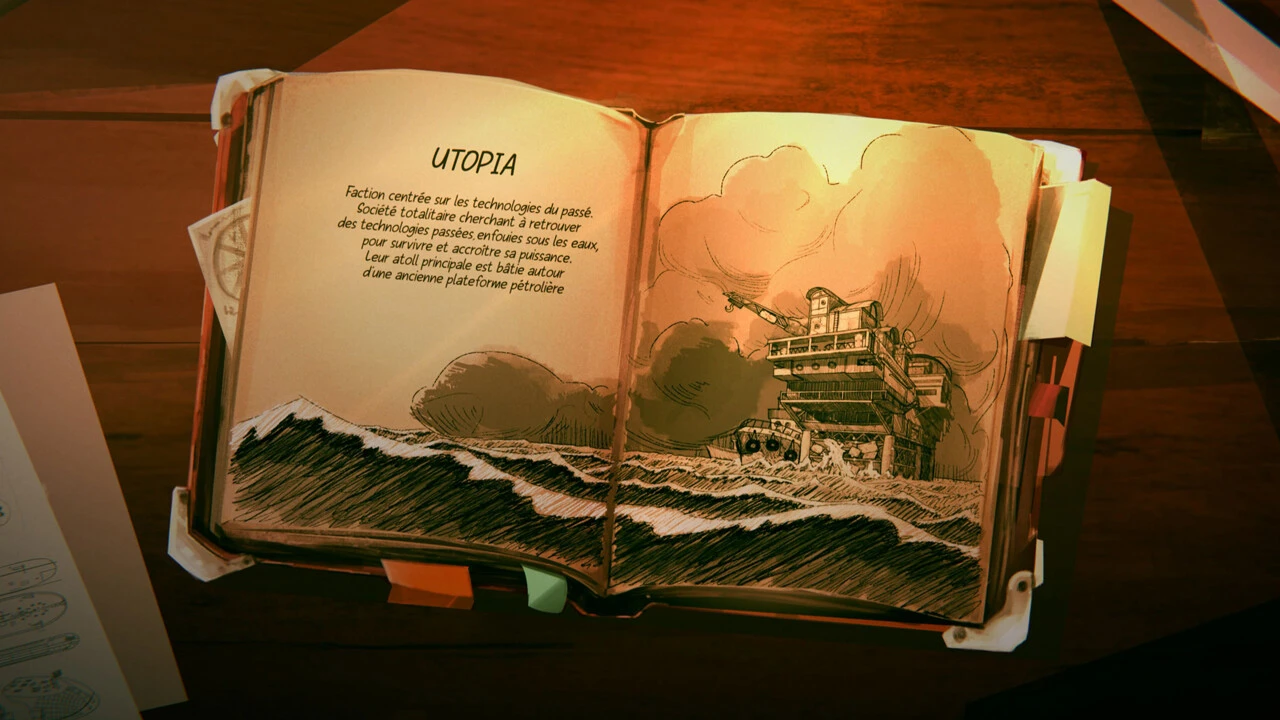 UTOPIA
Faction centrée sur les technologies du passé.
Société totalitaire cherchant à retrouver
des technologies passées, enfouies sous les eaux,
pour survivre et accroître sa puissance.
Leur atoll principale est bâtie autour
d'une ancienne plateforme pétrolière